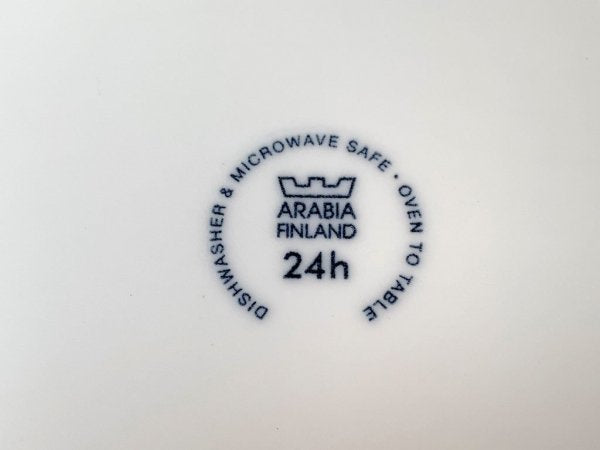 DISHWASHER & MICROWAVE SAFE · OVEN TO TABLE
ARABIA
FINLAND
24h